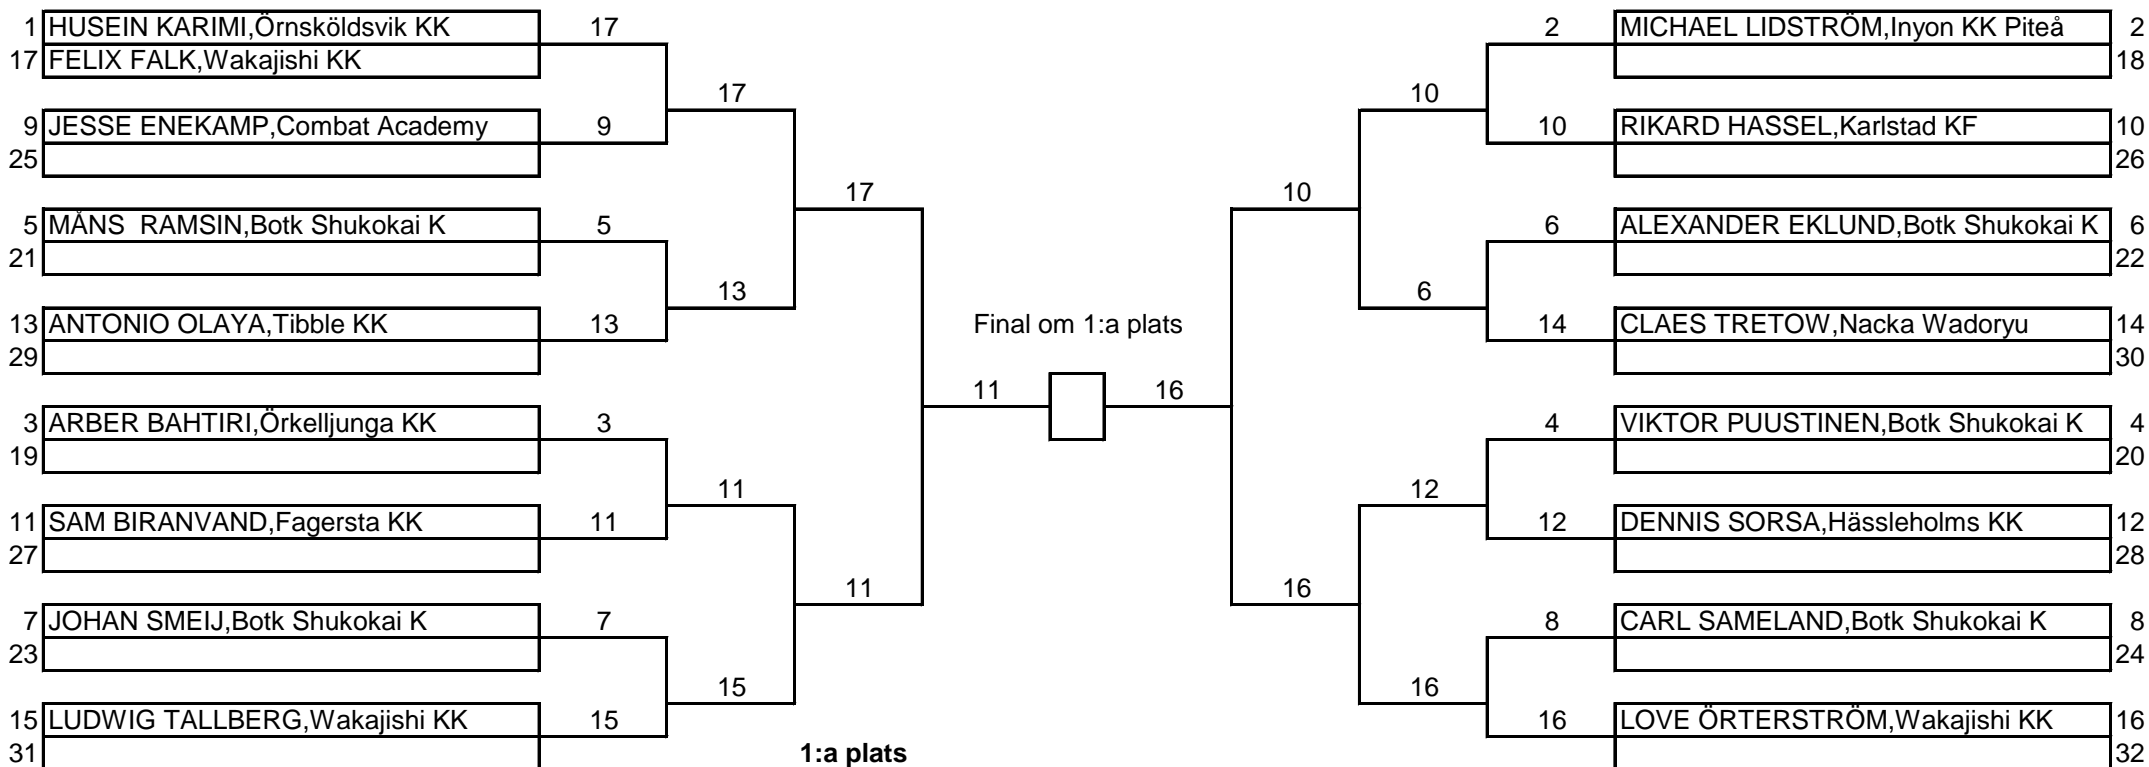 1 HUSEIN KARIMI,Örnsköldsvik KK 17 2 MICHAEL LIDSTRÖM,Inyon KK Piteå 2
17 FELIX FALK,Wakajishi KK 18
17 10
9 JESSE ENEKAMP,Combat Academy 9 10 RIKARD HASSEL,Karlstad KF 10
25 26
17 10
5 MÅNS  RAMSIN,Botk Shukokai K 5 6 ALEXANDER EKLUND,Botk Shukokai K 6
21 22
13 6
13 ANTONIO OLAYA,Tibble KK 13 Final om 1:a plats 14 CLAES TRETOW,Nacka Wadoryu 14
29 30
11 16
3 ARBER BAHTIRI,Örkelljunga KK 3 4 VIKTOR PUUSTINEN,Botk Shukokai K 4
19 20
11 12
11 SAM BIRANVAND,Fagersta KK 11 12 DENNIS SORSA,Hässleholms KK 12
27 28
11 16
7 JOHAN SMEIJ,Botk Shukokai K 7 8 CARL SAMELAND,Botk Shukokai K 8
23 24
15 16
15 LUDWIG TALLBERG,Wakajishi KK 15 16 LOVE ÖRTERSTRÖM,Wakajishi KK 16
31 1:a plats 32